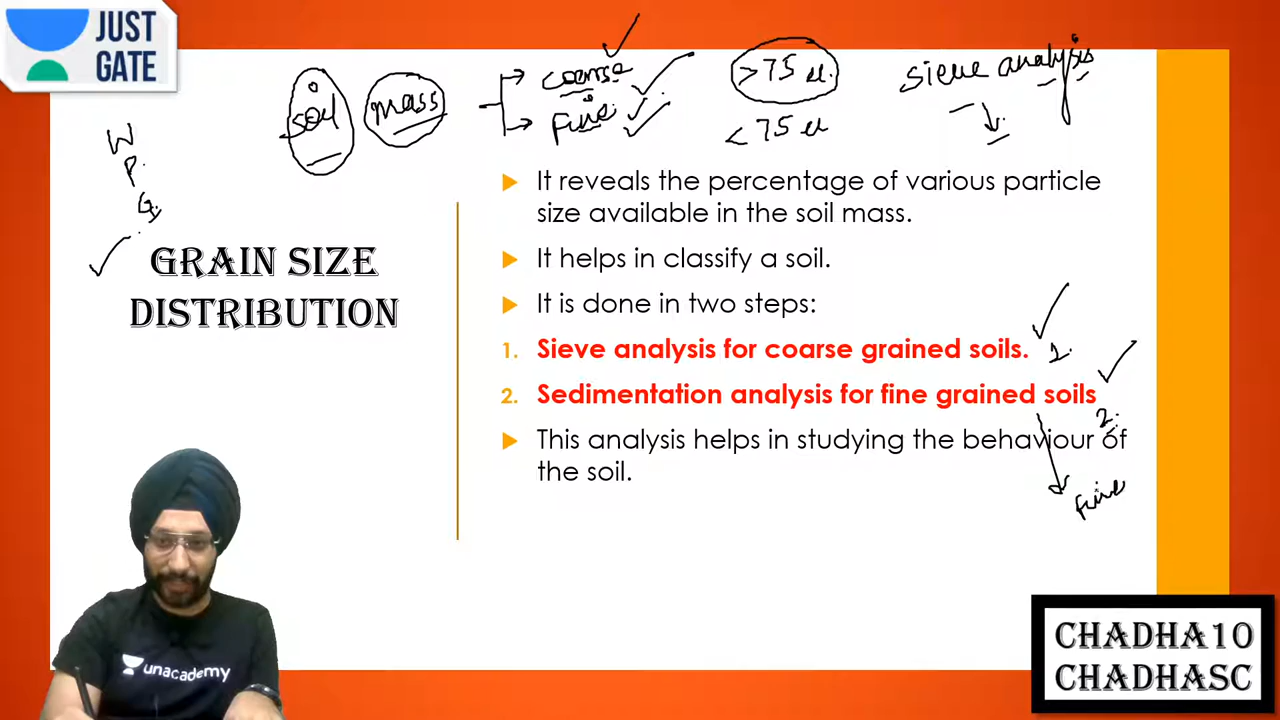 JUST
GATE
soil mass coarse >75 µ sieve analysis
fine <75 µ
W
P.
G.
It reveals the percentage of various particle
size available in the soil mass.
It helps in classify a soil.
It is done in two steps:
1. Sieve analysis for coarse grained soils. 1.
2. Sedimentation analysis for fine grained soils
2.
This analysis helps in studying the behaviour of
the soil.
fine
GRAIN SIZE
DISTRIBUTION
unacademy
CHADHA10
CHADHASC